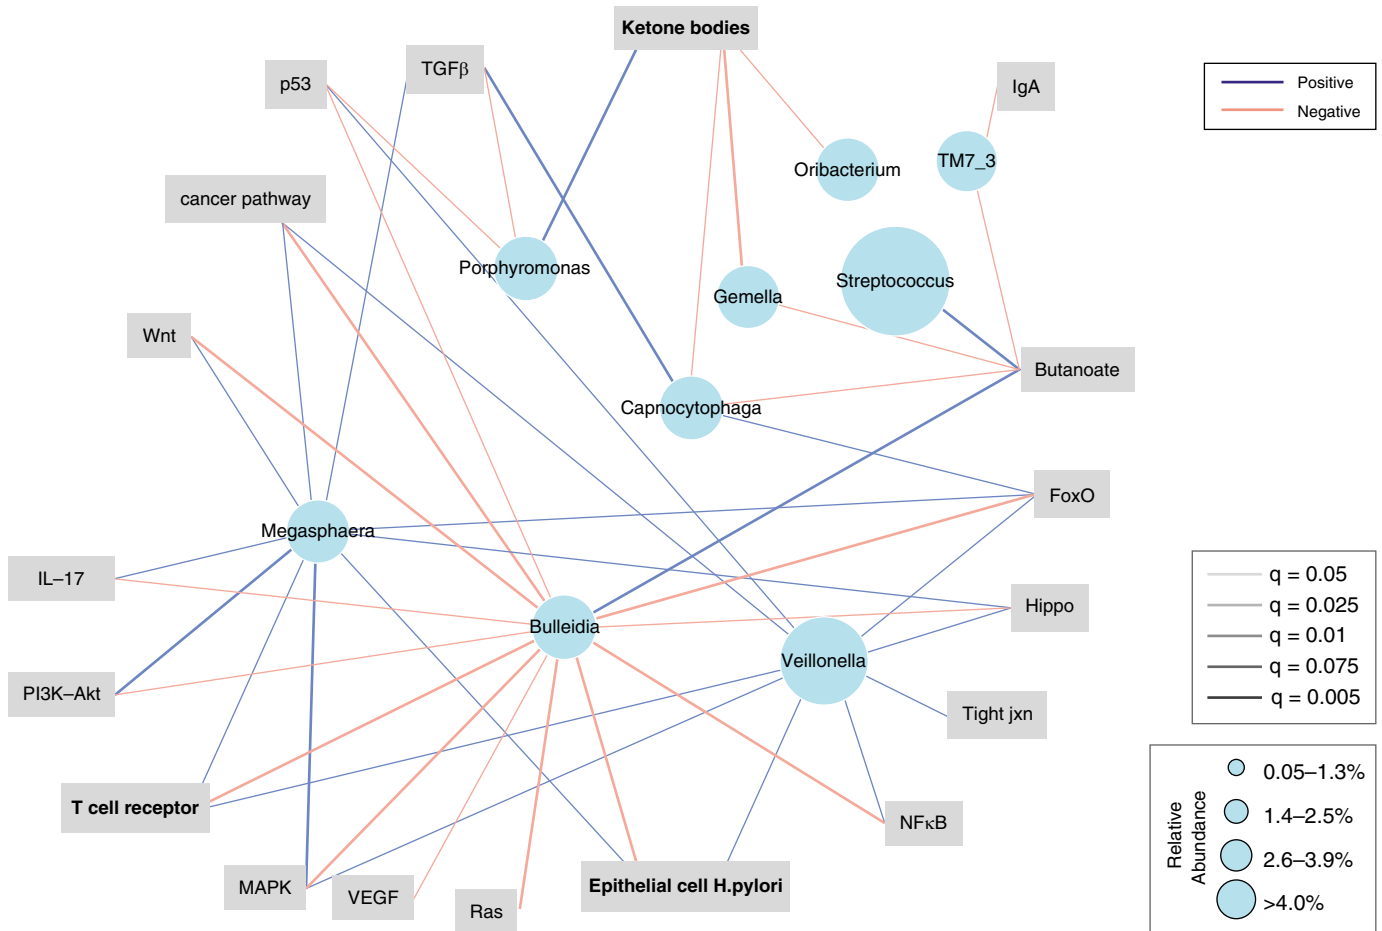 Ketone bodies
TGFβ
p53
IgA
Positive
Negative
TM7_3
Oribacterium
cancer pathway
Porphyromonas
Streptococcus
Gemella
Wnt
Butanoate
Capnocytophaga
FoxO
Megasphaera
IL–17
q = 0.05
q = 0.025
q = 0.01
q = 0.075
q = 0.005
Hippo
Bulleidia
Veillonella
PI3K–Akt
Tight jxn
T cell receptor
NFκB
MAPK
VEGF
Ras
Epithelial cell H.pylori
Relative
Abundance
0.05–1.3%
1.4–2.5%
2.6–3.9%
>4.0%